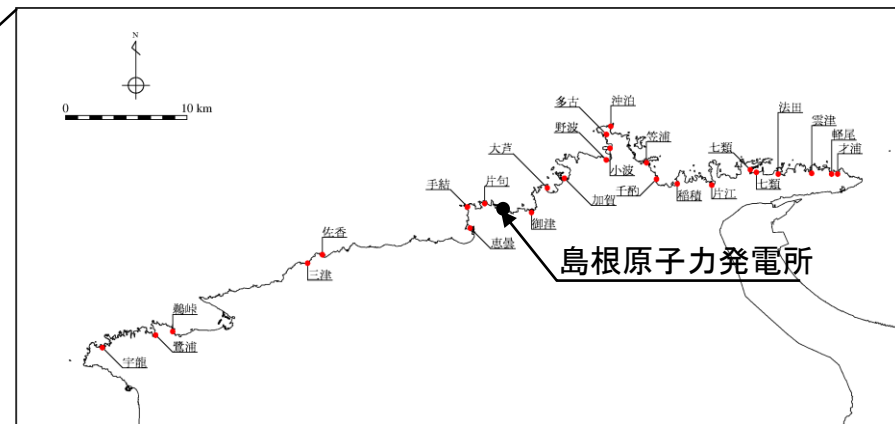 N
0
10 km
多古
沖泊
野波
小波
笠浦
大芦
加賀
千酌
稲積
片江
七類
七類
法田
雲津
軽尾
才浦
手結
片句
御津
恵曇
島根原子力発電所
佐香
三津
鵜峠
鷺浦
宇龍